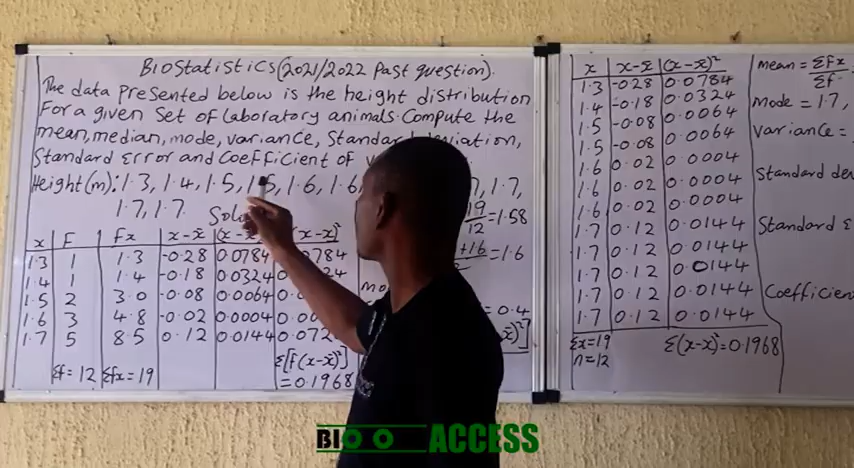 BIOStatistics (2021/2022 Past question).
The data presented below is the height distribution
For a given Set of laboratory animals. Compute the
mean, median, mode, variance, Standard deviation,
Standard Error and Coefficient of
Height(m): 1.3, 1.4, 1.5, 1.5, 1.6, 1.6, 1.7,
1.7, 1.7.
x F Fx x-x̄
1.3 1 1.3 -0.28 0.0784 0.0784
1.4 1 1.4 -0.18 0.0324
1.5 2 3.0 -0.08 0.0064
1.6 3 4.8 -0.02 0.0004
1.7 5 8.5 0.12 0.0144
Σf = 12 Σfx = 19
Σ[f(x-x̄)²]
= 0.1968
19
12 = 1.58
= 1.6
= 0.4
x x-x̄ (x-x̄)²
1.3 -0.28 0.0784
1.4 -0.18 0.0324
1.5 -0.08 0.0064
1.5 -0.08 0.0064
1.6 0.02 0.0004
1.6 0.02 0.0004
1.6 0.02 0.0004
1.7 0.12 0.0144
1.7 0.12 0.0144
1.7 0.12 0.0144
1.7 0.12 0.0144
1.7 0.12 0.0144
Σx=19 Σ(x-x̄)²=0.1968
n=12
mean = Σfx
Σf
mode = 1.7,
variance =
Standard
Standard
BIO ACCESS